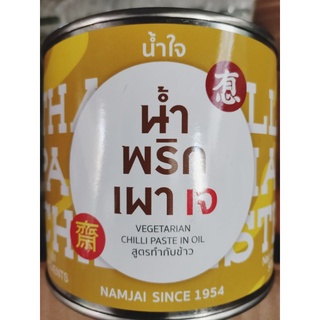 น้ำใจ
น้ำ
พริก
เผา เจ
VEGETARIAN
CHILLI PASTE IN OIL
สูตรทำกับข้าว
齋
NAMJAI SINCE 1954